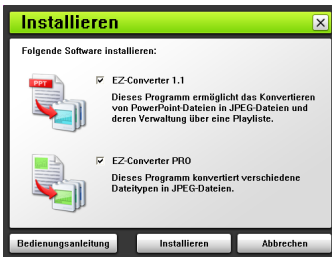 Installieren
Folgende Software installieren:
PPT
EZ-Converter 1.1
Dieses Programm ermöglicht das Konvertieren
von PowerPoint-Dateien in JPEG-Dateien und
deren Verwaltung über eine Playliste.
EZ-Converter PRO
Dieses Programm konvertiert verschiedene
Dateitypen in JPEG-Dateien.
Bedienungsanleitung
Installieren
Abbrechen